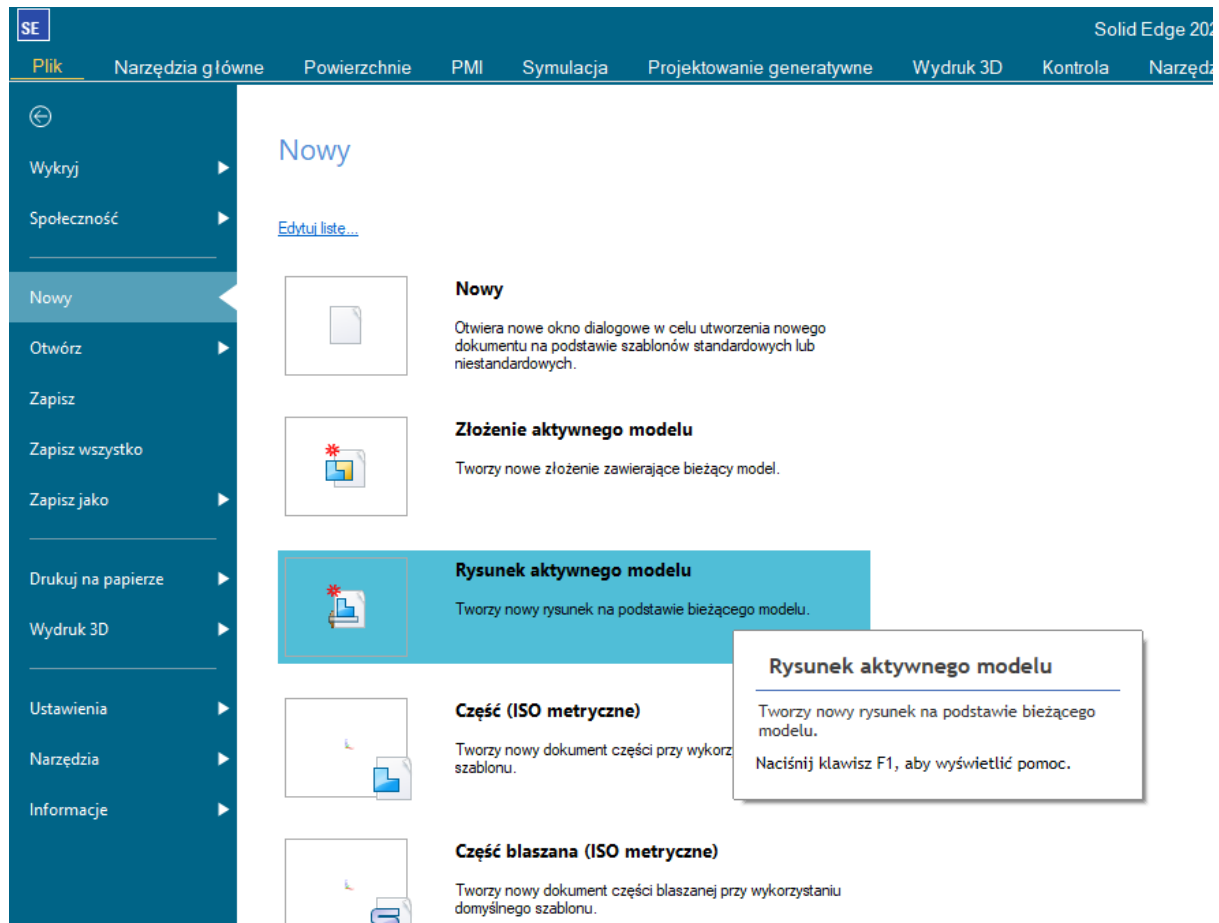 SE
Solid Edge 202
Plik Narzędzia główne Powierzchnie PMI Symulacja Projektowanie generatywne Wydruk 3D Kontrola Narzędz
Wykryj
Społeczność
Nowy
Otwórz
Zapisz
Zapisz wszystko
Zapisz jako
Drukuj na papierze
Wydruk 3D
Ustawienia
Narzędzia
Informacje
Nowy
Edytuj listę...
Nowy
Otwiera nowe okno dialogowe w celu utworzenia nowego
dokumentu na podstawie szablonów standardowych lub
niestandardowych.
Złożenie aktywnego modelu
Tworzy nowe złożenie zawierające bieżący model.
Rysunek aktywnego modelu
Tworzy nowy rysunek na podstawie bieżącego modelu.
Rysunek aktywnego modelu
Tworzy nowy rysunek na podstawie bieżącego
modelu.
Naciśnij klawisz F1, aby wyświetlić pomoc.
Część (ISO metryczne)
Tworzy nowy dokument części przy wykorz
szablonu.
Część blaszana (ISO metryczne)
Tworzy nowy dokument części blaszanej przy wykorzystaniu
domyślnego szablonu.